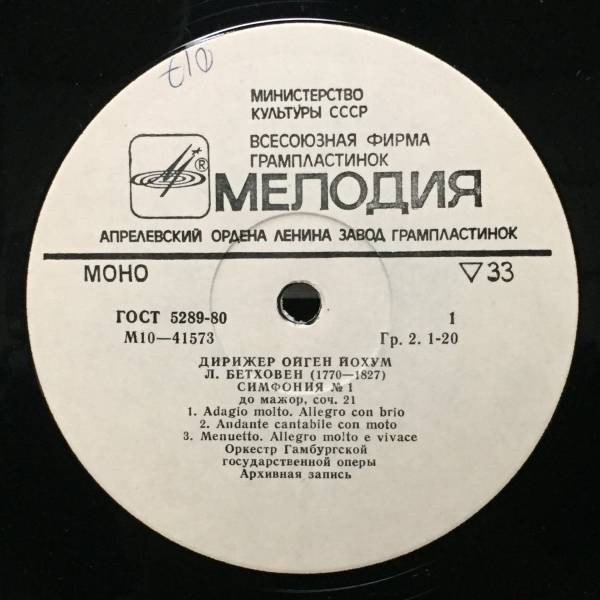 МИНИСТЕРСТВО
КУЛЬТУРЫ СССР
ВСЕСОЮЗНАЯ ФИРМА
ГРАМПЛАСТИНОК
® МЕЛОДИЯ
АПРЕЛЕВСКИЙ ОРДЕНА ЛЕНИНА ЗАВОД ГРАМПЛАСТИНОК
МОНО ▽33
ГОСТ 5289-80 1
М10—41573 Гр. 2. 1-20
ДИРИЖЕР ОЙГЕН ЙОХУМ
Л. БЕТХОВЕН (1770—1827)
СИМФОНИЯ № 1
до мажор, соч. 21
1. Adagio molto. Allegro con brio
2. Andante cantabile con moto
3. Menuetto. Allegro molto e vivace
Оркестр Гамбургской
государственной оперы
Архивная запись